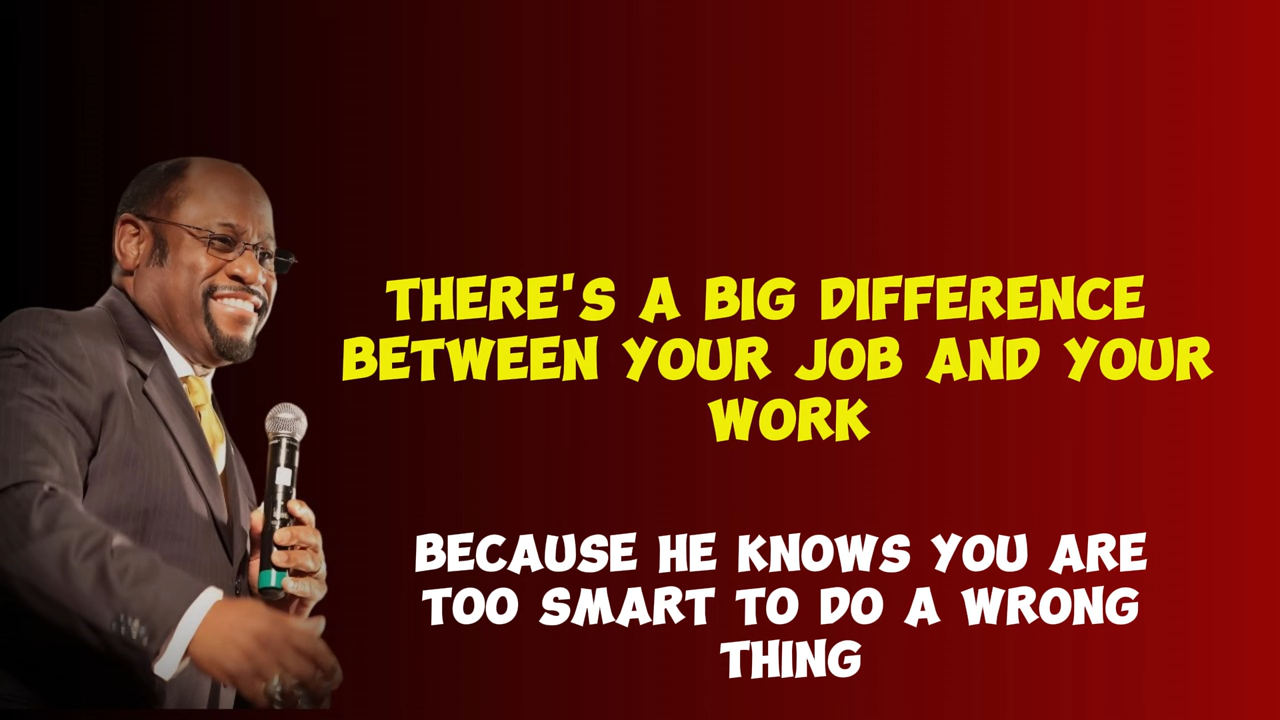 THERE'S A BIG DIFFERENCE
BETWEEN YOUR JOB AND YOUR
WORK
BECAUSE HE KNOWS YOU ARE
TOO SMART TO DO A WRONG
THING